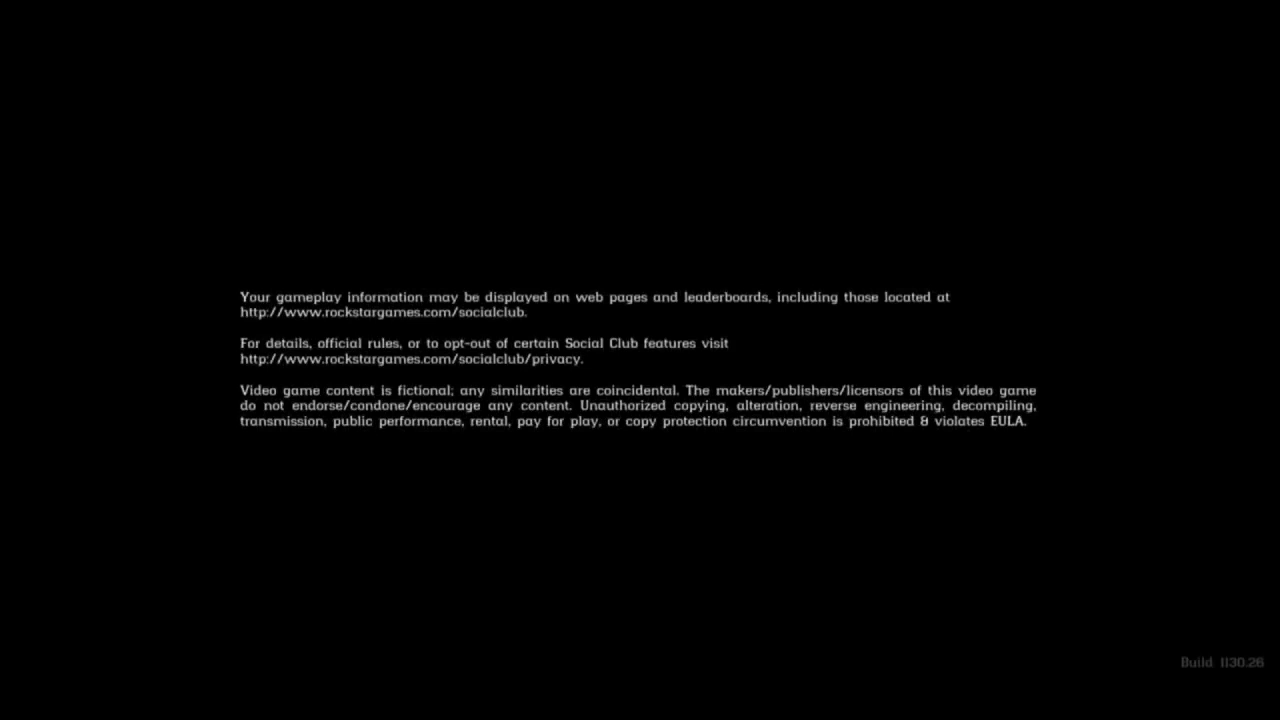 Your gameplay information may be displayed on web pages and leaderboards, including those located at
http://www.rockstargames.com/socialclub.
For details, official rules, or to opt-out of certain Social Club features visit
http://www.rockstargames.com/socialclub/privacy.
Video game content is fictional; any similarities are coincidental. The makers/publishers/licensors of this video game
do not endorse/condone/encourage any content. Unauthorized copying, alteration, reverse engineering, decompiling,
transmission, public performance, rental, pay for play, or copy protection circumvention is prohibited & violates EULA.
Build 1130.26